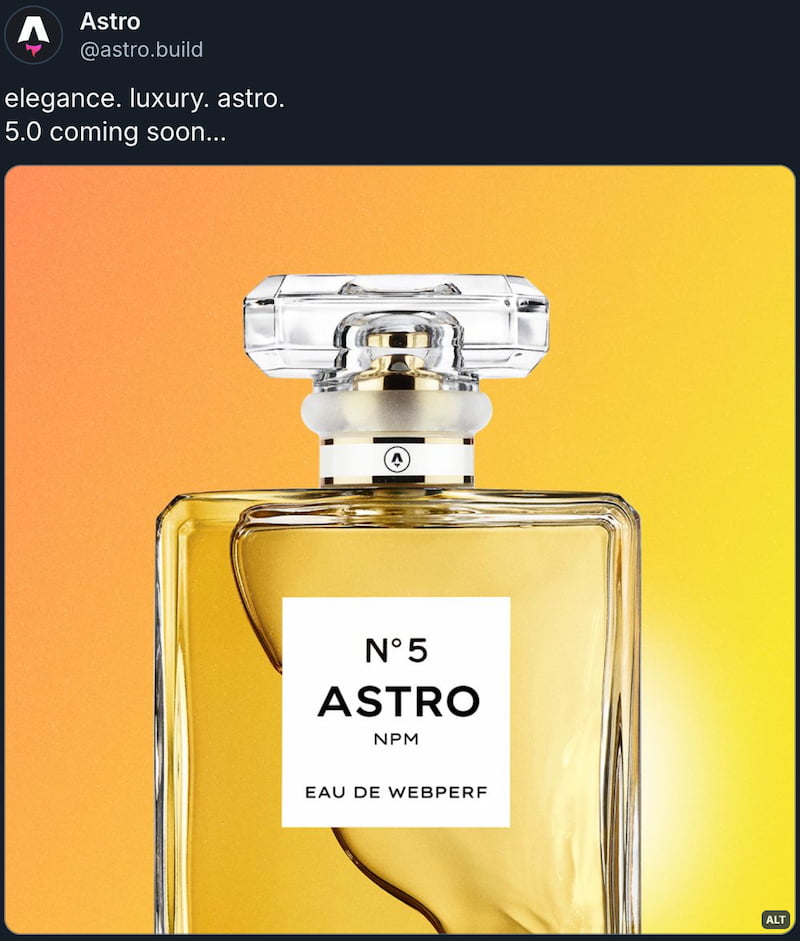 Astro
@astro.build
elegance. luxury. astro.
5.0 coming soon...
N°5
ASTRO
NPM
EAU DE WEBPERF
ALT